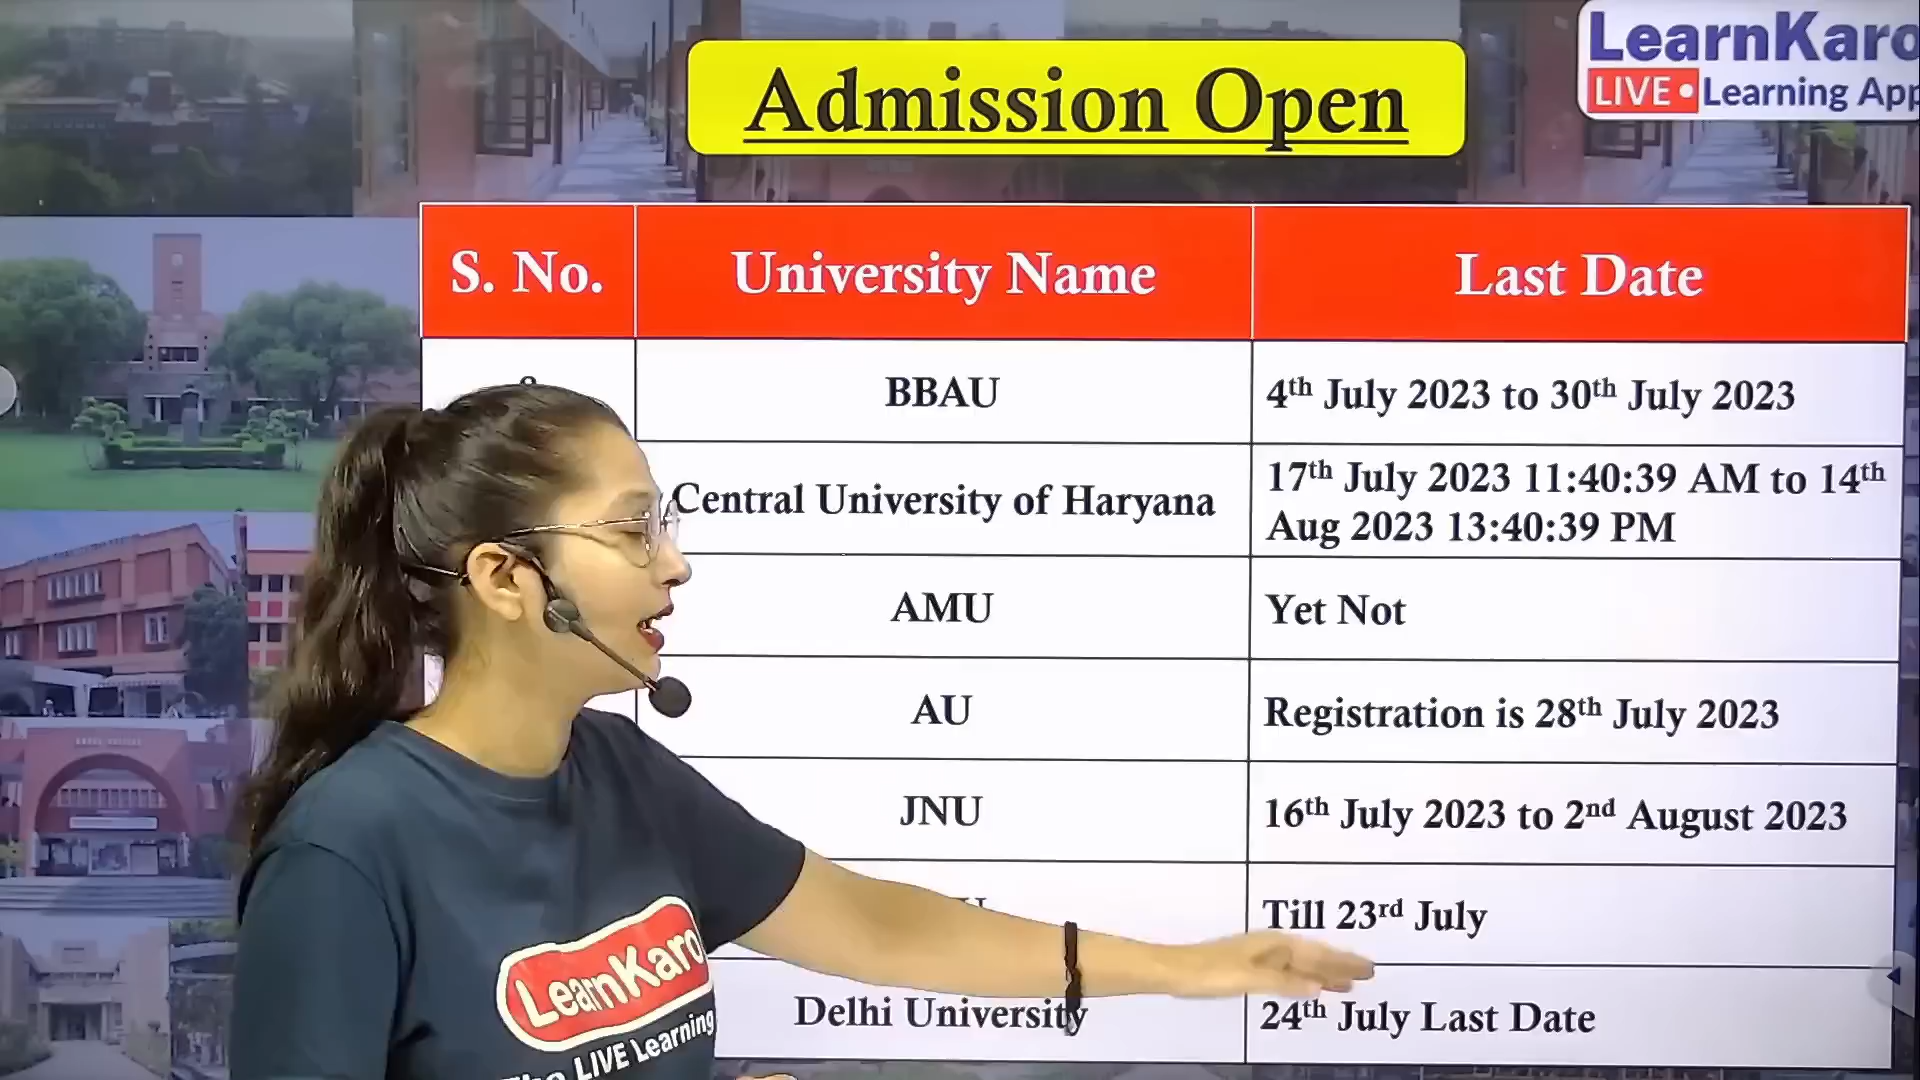 Admission Open
LearnKaro
LIVE • Learning App
S. No. University Name Last Date
BBAU 4th July 2023 to 30th July 2023
Central University of Haryana 17th July 2023 11:40:39 AM to 14th
Aug 2023 13:40:39 PM
AMU Yet Not
AU Registration is 28th July 2023
JNU 16th July 2023 to 2nd August 2023
Till 23rd July
Delhi University 24th July Last Date
LearnKaro
The LIVE Learning